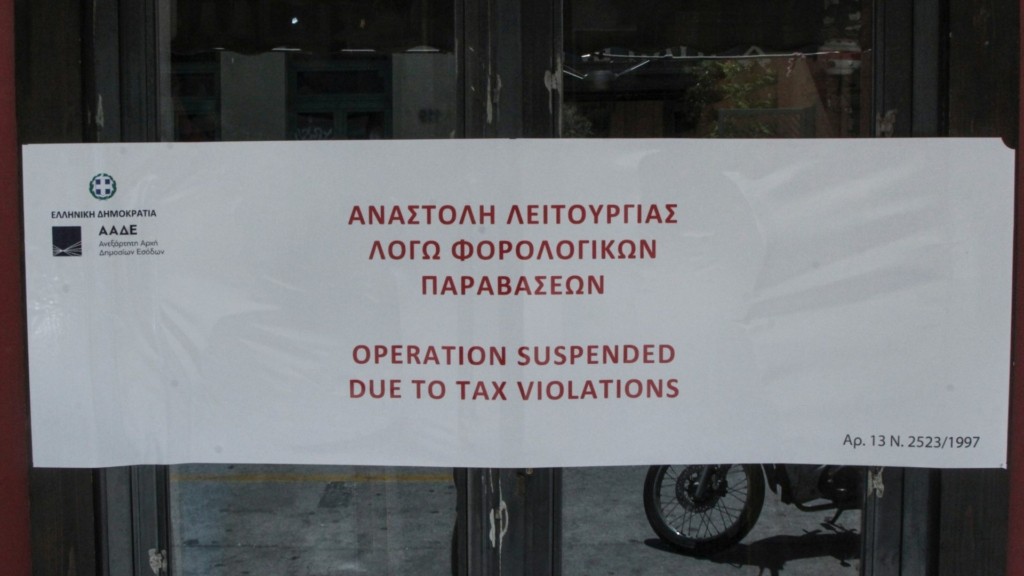 ΕΛΛΗΝΙΚΗ ΔΗΜΟΚΡΑΤΙΑ
ΑΑΔΕ
Ανεξάρτητη Αρχή
Δημοσίων Εσόδων
ΑΝΑΣΤΟΛΗ ΛΕΙΤΟΥΡΓΙΑΣ
ΛΟΓΩ ΦΟΡΟΛΟΓΙΚΩΝ
ΠΑΡΑΒΑΣΕΩΝ
OPERATION SUSPENDED
DUE TO TAX VIOLATIONS
Αρ. 13 Ν. 2523/1997